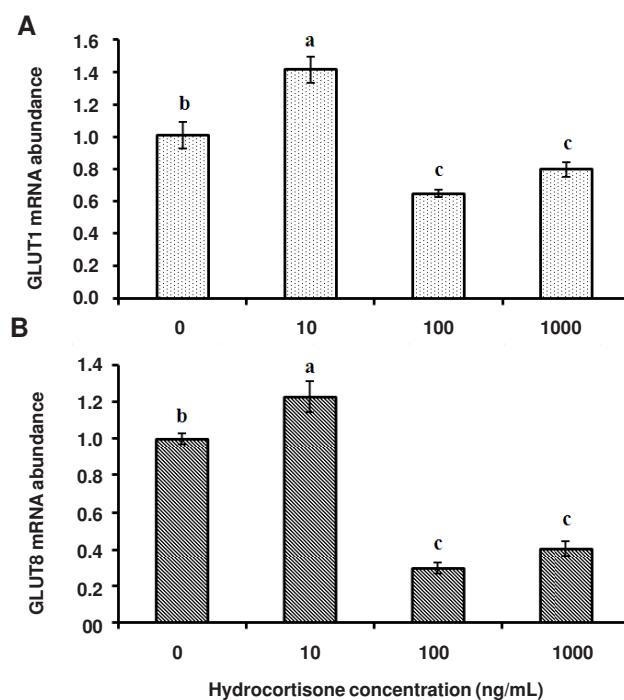 A
GLUT1 mRNA abundance
1.6
1.4
1.2
1.0
0.8
0.6
0.4
0.2
0.0
b
a
c
c
0 10 100 1000
B
GLUT8 mRNA abundance
1.4
1.2
1.0
0.8
0.6
0.4
0.2
00
b
a
c
c
0 10 100 1000
Hydrocortisone concentration (ng/mL)